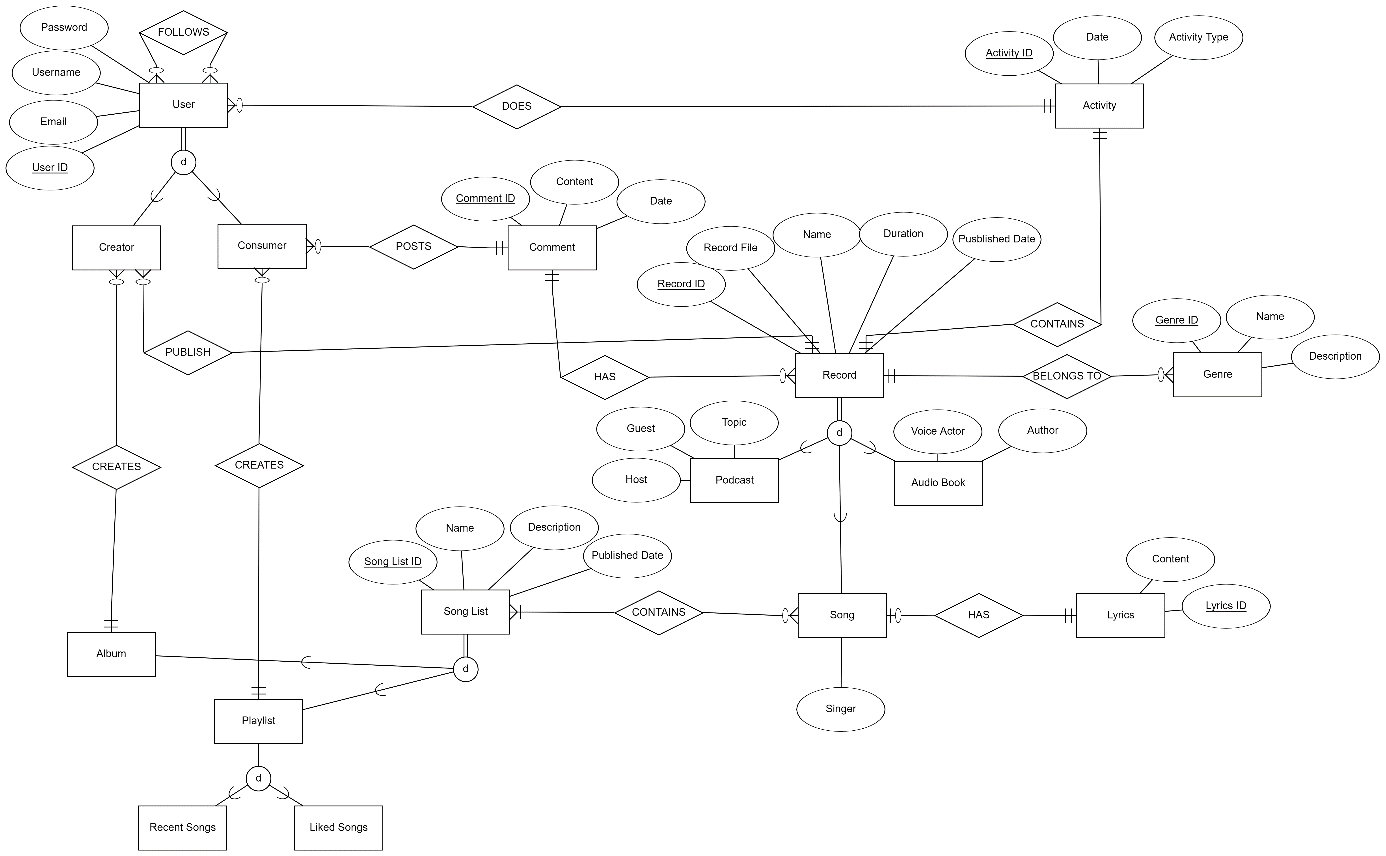 Password
FOLLOWS
Activity ID
Date
Activity Type
Username
User
DOES
Activity
Email
User ID
d
Comment ID
Content
Date
Creator
Consumer
POSTS
Comment
Record File
Name
Duration
Pusblished Date
Record ID
CONTAINS
Genre ID
Name
Description
PUBLISH
HAS
Record
BELONGS TO
Genre
Guest
Topic
d
Voice Actor
Author
CREATES
CREATES
Host
Podcast
Audio Book
Song List ID
Name
Description
Published Date
Content
Lyrics ID
Song List
CONTAINS
Song
HAS
Lyrics
Album
d
Singer
Playlist
d
Recent Songs
Liked Songs